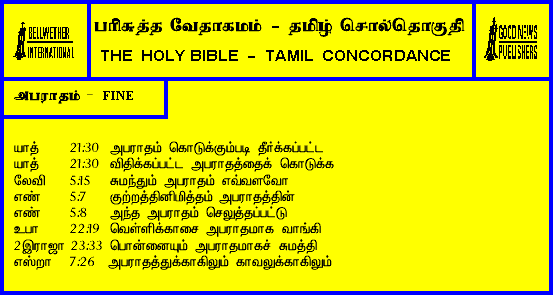 BELLWETHER
INTERNATIONAL
பரிசுத்த வேதாகமம் - தமிழ் சொல்தொகுதி
THE HOLY BIBLE - TAMIL CONCORDANCE
GOOD NEWS
PUBLISHERS
அபராதம் - FINE
யாத் 21:30 அபராதம் கொடுக்கும்படி தீர்க்கப்பட்ட
யாத் 21:30 விதிக்கப்பட்ட அபராதத்தைக் கொடுக்க
லேவி 5:15 சுமந்தும் அபராதம் எவ்வளவோ
எண் 5:7 குற்றத்தினிமித்தம் அபராதத்தின்
எண் 5:8 அந்த அபராதம் செலுத்தப்பட்டு
உபா 22:19 வெள்ளிக்காசை அபராதமாக வாங்கி
2இராஜா 23:33 பொன்னையும் அபராதமாகச் சுமத்தி
எஸ்றா 7:26 அபராதத்துக்காகிலும் காவலுக்காகிலும்